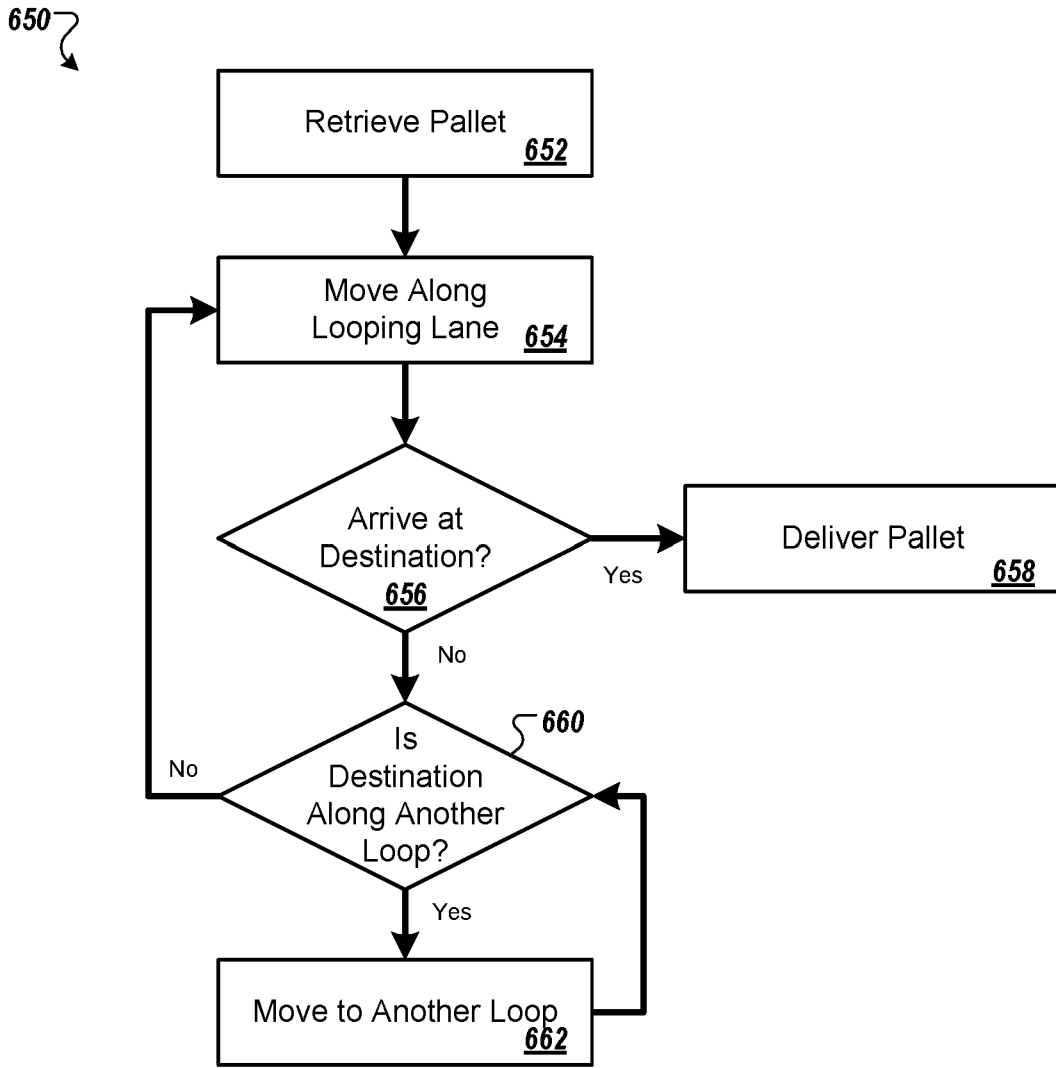 650
Retrieve Pallet
652
Move Along
Looping Lane
654
Arrive at
Destination?
656
Yes
Deliver Pallet
658
No
660
Is
Destination
Along Another
Loop?
No
Yes
Move to Another Loop
662